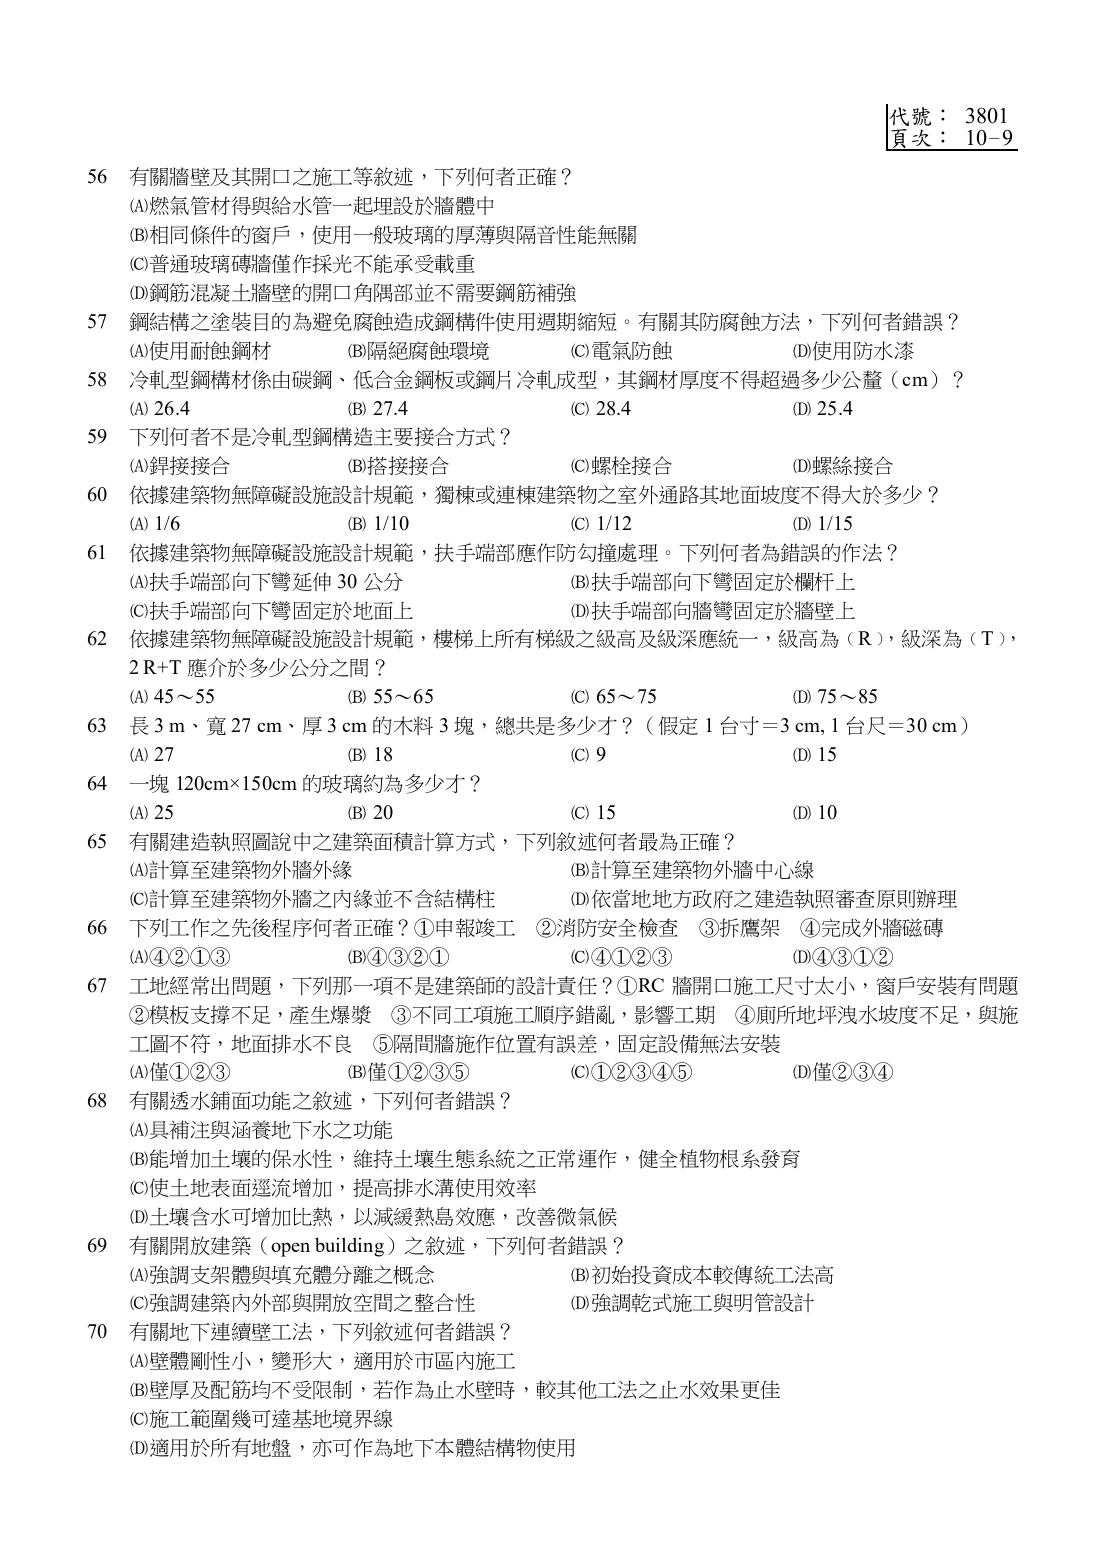 代號： 3801
頁次： 10－9
56 有關牆壁及其開口之施工等敘述，下列何者正確？
(A)燃氣管材得與給水管一起埋設於牆體中
(B)相同條件的窗戶，使用一般玻璃的厚薄與隔音性能無關
(C)普通玻璃磚牆僅作採光不能承受載重
(D)鋼筋混凝土牆壁的開口角隅部並不需要鋼筋補強
57 鋼結構之塗裝目的為避免腐蝕造成鋼構件使用週期縮短。有關其防腐蝕方法，下列何者錯誤？
(A)使用耐蝕鋼材 (B)隔絕腐蝕環境 (C)電氣防蝕 (D)使用防水漆
58 冷軋型鋼構材係由碳鋼、低合金鋼板或鋼片冷軋成型，其鋼材厚度不得超過多少公釐（cm）？
(A) 26.4 (B) 27.4 (C) 28.4 (D) 25.4
59 下列何者不是冷軋型鋼構造主要接合方式？
(A)銲接接合 (B)搭接接合 (C)螺栓接合 (D)螺絲接合
60 依據建築物無障礙設施設計規範，獨棟或連棟建築物之室外通路其地面坡度不得大於多少？
(A) 1/6 (B) 1/10 (C) 1/12 (D) 1/15
61 依據建築物無障礙設施設計規範，扶手端部應作防勾撞處理。下列何者為錯誤的作法？
(A)扶手端部向下彎延伸 30 公分 (B)扶手端部向下彎固定於欄杆上
(C)扶手端部向下彎固定於地面上 (D)扶手端部向牆彎固定於牆壁上
62 依據建築物無障礙設施設計規範，樓梯上所有梯級之級高及級深應統一，級高為（R），級深為（T），
2 R+T 應介於多少公分之間？
(A) 45～55 (B) 55～65 (C) 65～75 (D) 75～85
63 長 3 m、寬 27 cm、厚 3 cm 的木料 3 塊，總共是多少才？（假定 1 台寸＝3 cm, 1 台尺＝30 cm）
(A) 27 (B) 18 (C) 9 (D) 15
64 一塊 120cm×150cm 的玻璃約為多少才？
(A) 25 (B) 20 (C) 15 (D) 10
65 有關建造執照圖說中之建築面積計算方式，下列敘述何者最為正確？
(A)計算至建築物外牆外緣 (B)計算至建築物外牆中心線
(C)計算至建築物外牆之內緣並不含結構柱 (D)依當地地方政府之建造執照審查原則辦理
66 下列工作之先後程序何者正確？①申報竣工 ②消防安全檢查 ③拆鷹架 ④完成外牆磁磚
(A)④②①③ (B)④③②① (C)④①②③ (D)④③①②
67 工地經常出問題，下列那一項不是建築師的設計責任？①RC 牆開口施工尺寸太小，窗戶安裝有問題
②模板支撐不足，產生爆漿 ③不同工項施工順序錯亂，影響工期 ④廁所地坪洩水坡度不足，與施
工圖不符，地面排水不良 ⑤隔間牆施作位置有誤差，固定設備無法安裝
(A)僅①②③ (B)僅①②③⑤ (C)①②③④⑤ (D)僅②③④
68 有關透水鋪面功能之敘述，下列何者錯誤？
(A)具補注與涵養地下水之功能
(B)能增加土壤的保水性，維持土壤生態系統之正常運作，健全植物根系發育
(C)使土地表面逕流增加，提高排水溝使用效率
(D)土壤含水可增加比熱，以減緩熱島效應，改善微氣候
69 有關開放建築（open building）之敘述，下列何者錯誤？
(A)強調支架體與填充體分離之概念 (B)初始投資成本較傳統工法高
(C)強調建築內外部與開放空間之整合性 (D)強調乾式施工與明管設計
70 有關地下連續壁工法，下列敘述何者錯誤？
(A)壁體剛性小，變形大，適用於市區內施工
(B)壁厚及配筋均不受限制，若作為止水壁時，較其他工法之止水效果更佳
(C)施工範圍幾可達基地境界線
(D)適用於所有地盤，亦可作為地下本體結構物使用